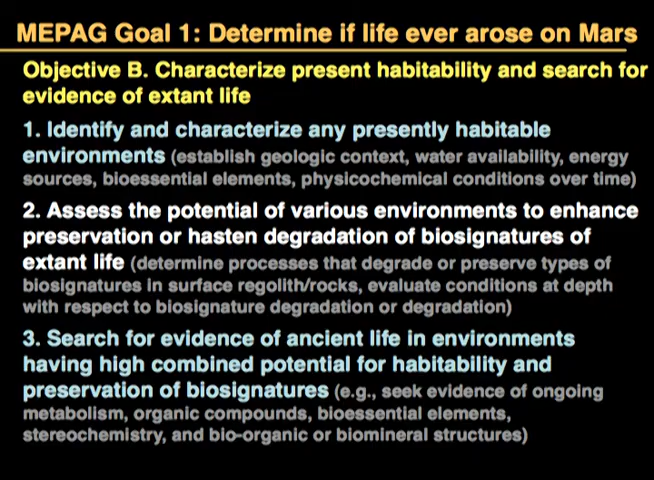 MEPAG Goal 1: Determine if life ever arose on Mars
Objective B. Characterize present habitability and search for
evidence of extant life
1. Identify and characterize any presently habitable
environments (establish geologic context, water availability, energy
sources, bioessential elements, physicochemical conditions over time)
2. Assess the potential of various environments to enhance
preservation or hasten degradation of biosignatures of
extant life (determine processes that degrade or preserve types of
biosignatures in surface regolith/rocks, evaluate conditions at depth
with respect to biosignature degradation or degradation)
3. Search for evidence of ancient life in environments
having high combined potential for habitability and
preservation of biosignatures (e.g., seek evidence of ongoing
metabolism, organic compounds, bioessential elements,
stereochemistry, and bio-organic or biomineral structures)